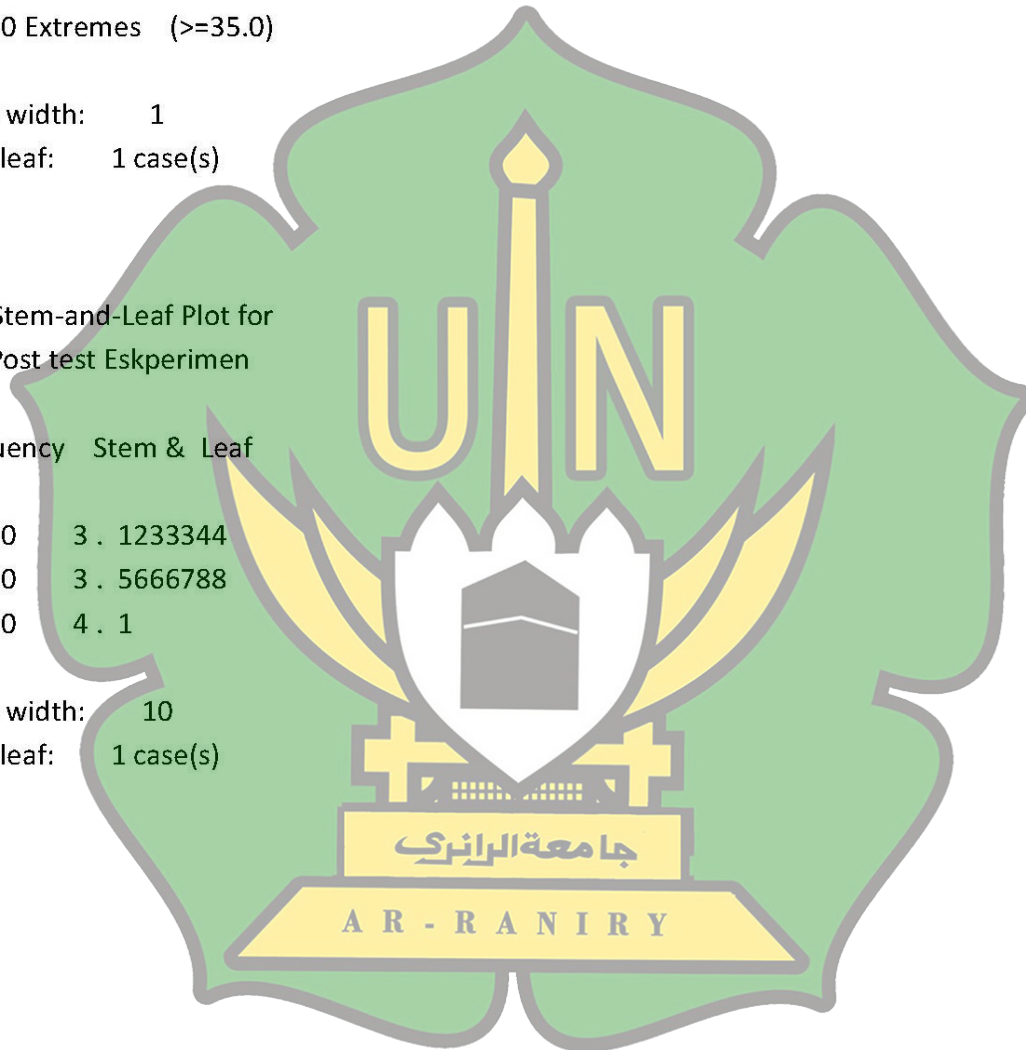 0 Extremes (>=35.0)
width: 1
leaf: 1 case(s)
Stem-and-Leaf Plot for
Post test Eskperimen
uency Stem & Leaf
0 3 . 1233344
0 3 . 5666788
0 4 . 1
width: 10
leaf: 1 case(s)
UIN
جامعة الرانري
AR-RANIRY